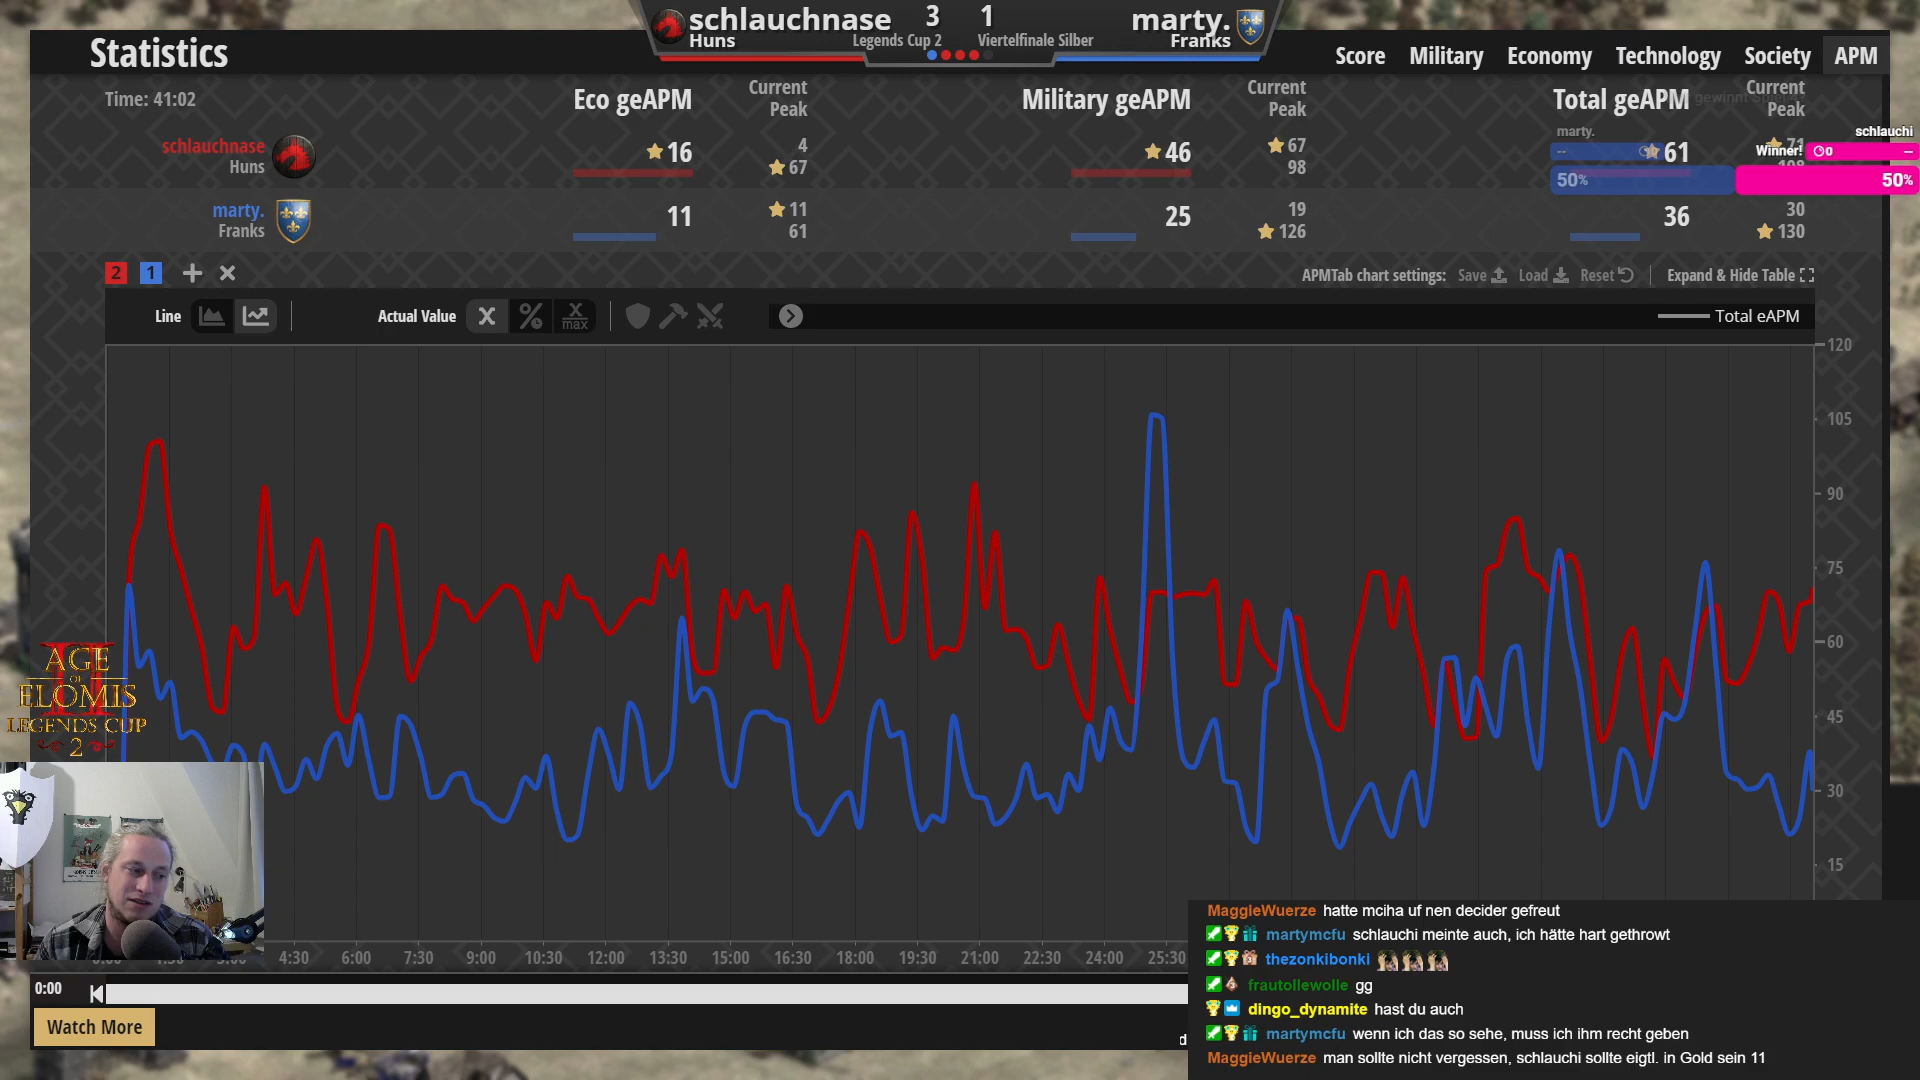 schlauchnase 3 1 marty.
Huns Legends Cup 2 Viertelfinale Silber Franks
Statistics
Score Military Economy Technology Society APM
Time: 41:02
Eco geAPM Current Peak Military geAPM Current Peak Total geAPM Current Peak
schlauchnase
Huns
16 4 67 46 67 98 61 71
marty. schlauchi
-- Winner! 0 --
50% 50%
marty.
Franks
11 11 61 25 19 126 36 30 130
2 1
APMTab chart settings: Save Load Reset Expand & Hide Table
Line Actual Value X % X max
Total eAPM
120
105
90
75
60
45
30
15
AGE
OF
ELOMIS
LEGENDS CUP
2
4:30 6:00 7:30 9:00 10:30 12:00 13:30 15:00 16:30 18:00 19:30 21:00 22:30 24:00 25:30
0:00
Watch More
MaggieWuerze hatte mciha uf nen decider gefreut
martymcfu schlauchi meinte auch, ich hätte hart gethrowt
thezonkibonki
frautollewolle gg
dingo_dynamite hast du auch
martymcfu wenn ich das so sehe, muss ich ihm recht geben
MaggieWuerze man sollte nicht vergessen, schlauchi sollte eigtl. in Gold sein 11